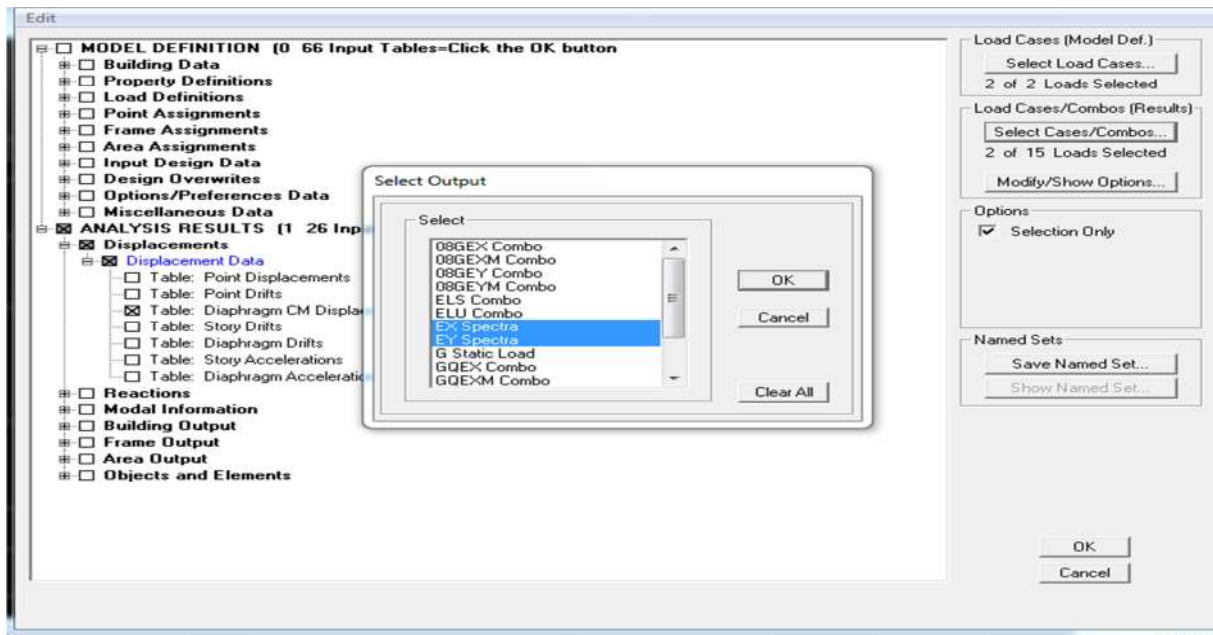 Edit
MODEL DEFINITION (0 66 Input Tables=Click the OK button
Building Data
Property Definitions
Load Definitions
Point Assignments
Frame Assignments
Area Assignments
Input Design Data
Design Overwrites
Options/Preferences Data
Miscellaneous Data
ANALYSIS RESULTS (1 26 Inp
Displacements
Displacement Data
Table: Point Displacements
Table: Point Drifts
Table: Diaphragm CM Displa
Table: Story Drifts
Table: Diaphragm Drifts
Table: Story Accelerations
Table: Diaphragm Acceleratic
Reactions
Modal Information
Building Output
Frame Output
Area Output
Objects and Elements
Select Output
Select
08GEX Combo
08GEXM Combo
08GEY Combo
08GEYM Combo
ELS Combo
ELU Combo
EX Spectra
EY Spectra
G Static Load
GQEX Combo
GQEXM Combo
OK
Cancel
Clear All
Load Cases (Model Def.)
Select Load Cases...
2 of 2 Loads Selected
Load Cases/Combos (Results)
Select Cases/Combos...
2 of 15 Loads Selected
Modify/Show Options...
Options
Selection Only
Named Sets
Save Named Set...
Show Named Set...
OK
Cancel